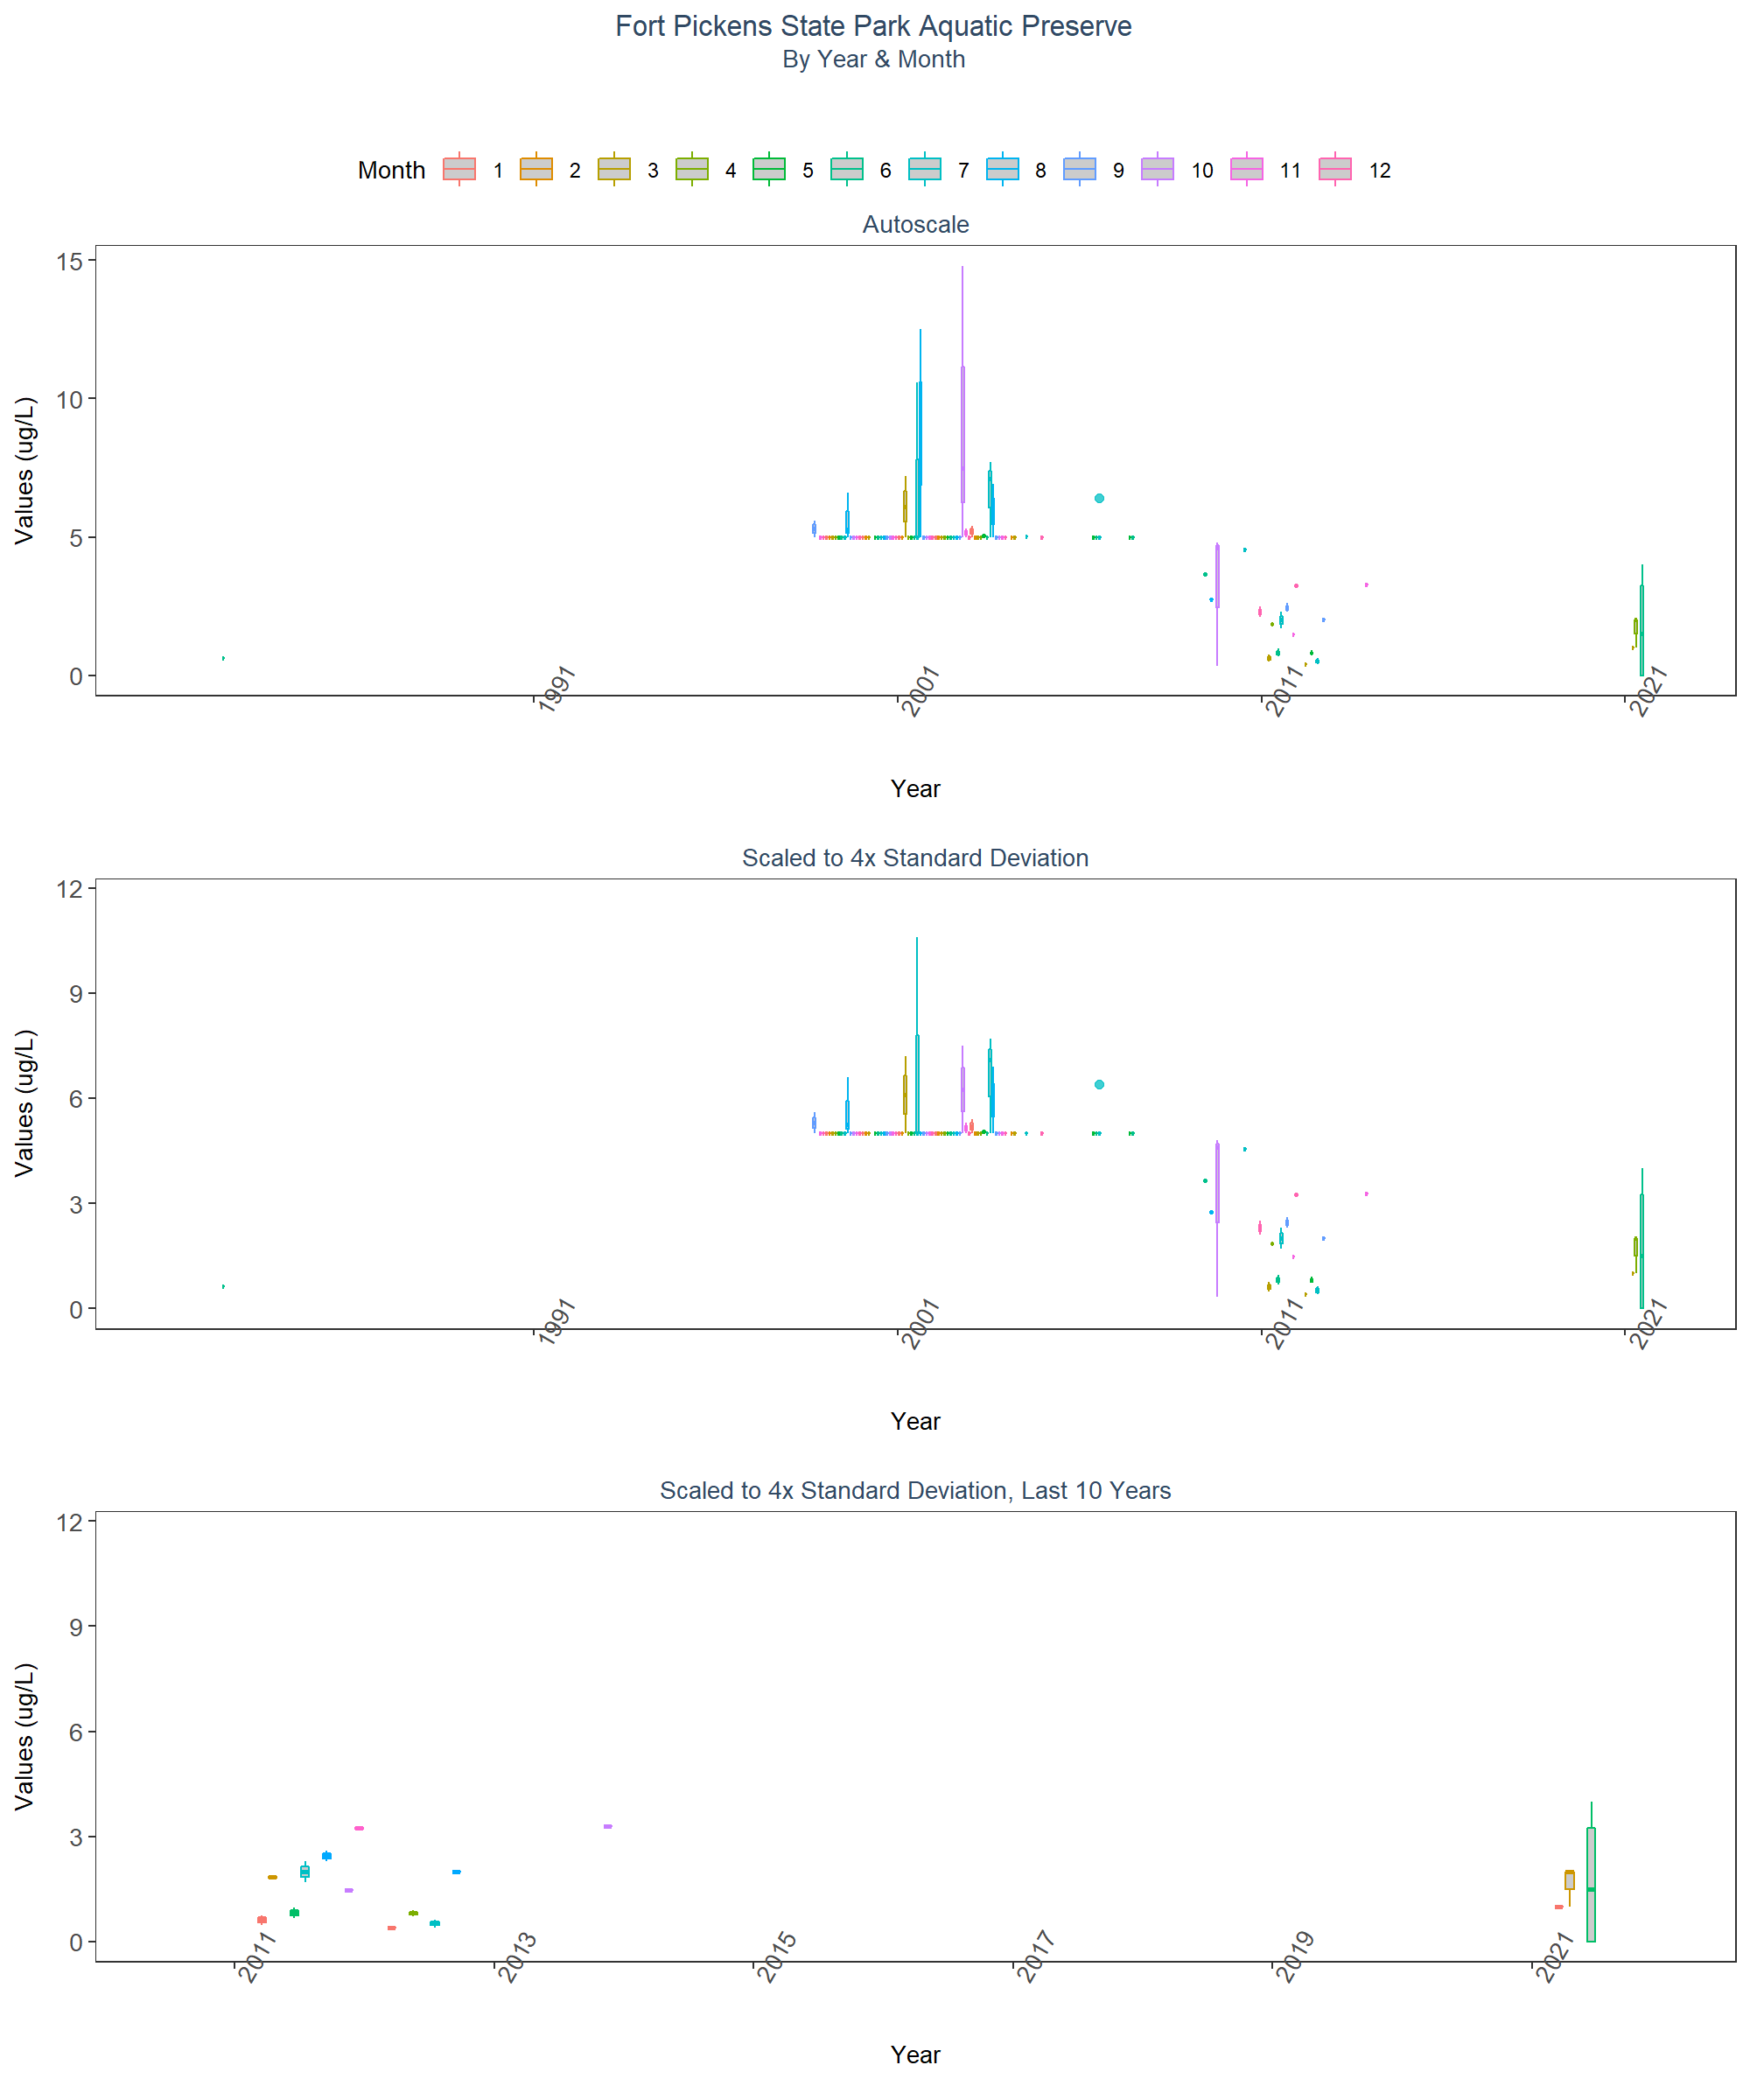 Fort Pickens State Park Aquatic Preserve
By Year & Month
Month 1 2 3 4 5 6 7 8 9 10 11 12
Autoscale
Values (ug/L)
15
10
5
0
1991 2001 2011 2021
Year
Scaled to 4x Standard Deviation
Values (ug/L)
12
9
6
3
0
1991 2001 2011 2021
Year
Scaled to 4x Standard Deviation, Last 10 Years
Values (ug/L)
12
9
6
3
0
2011 2013 2015 2017 2019 2021
Year